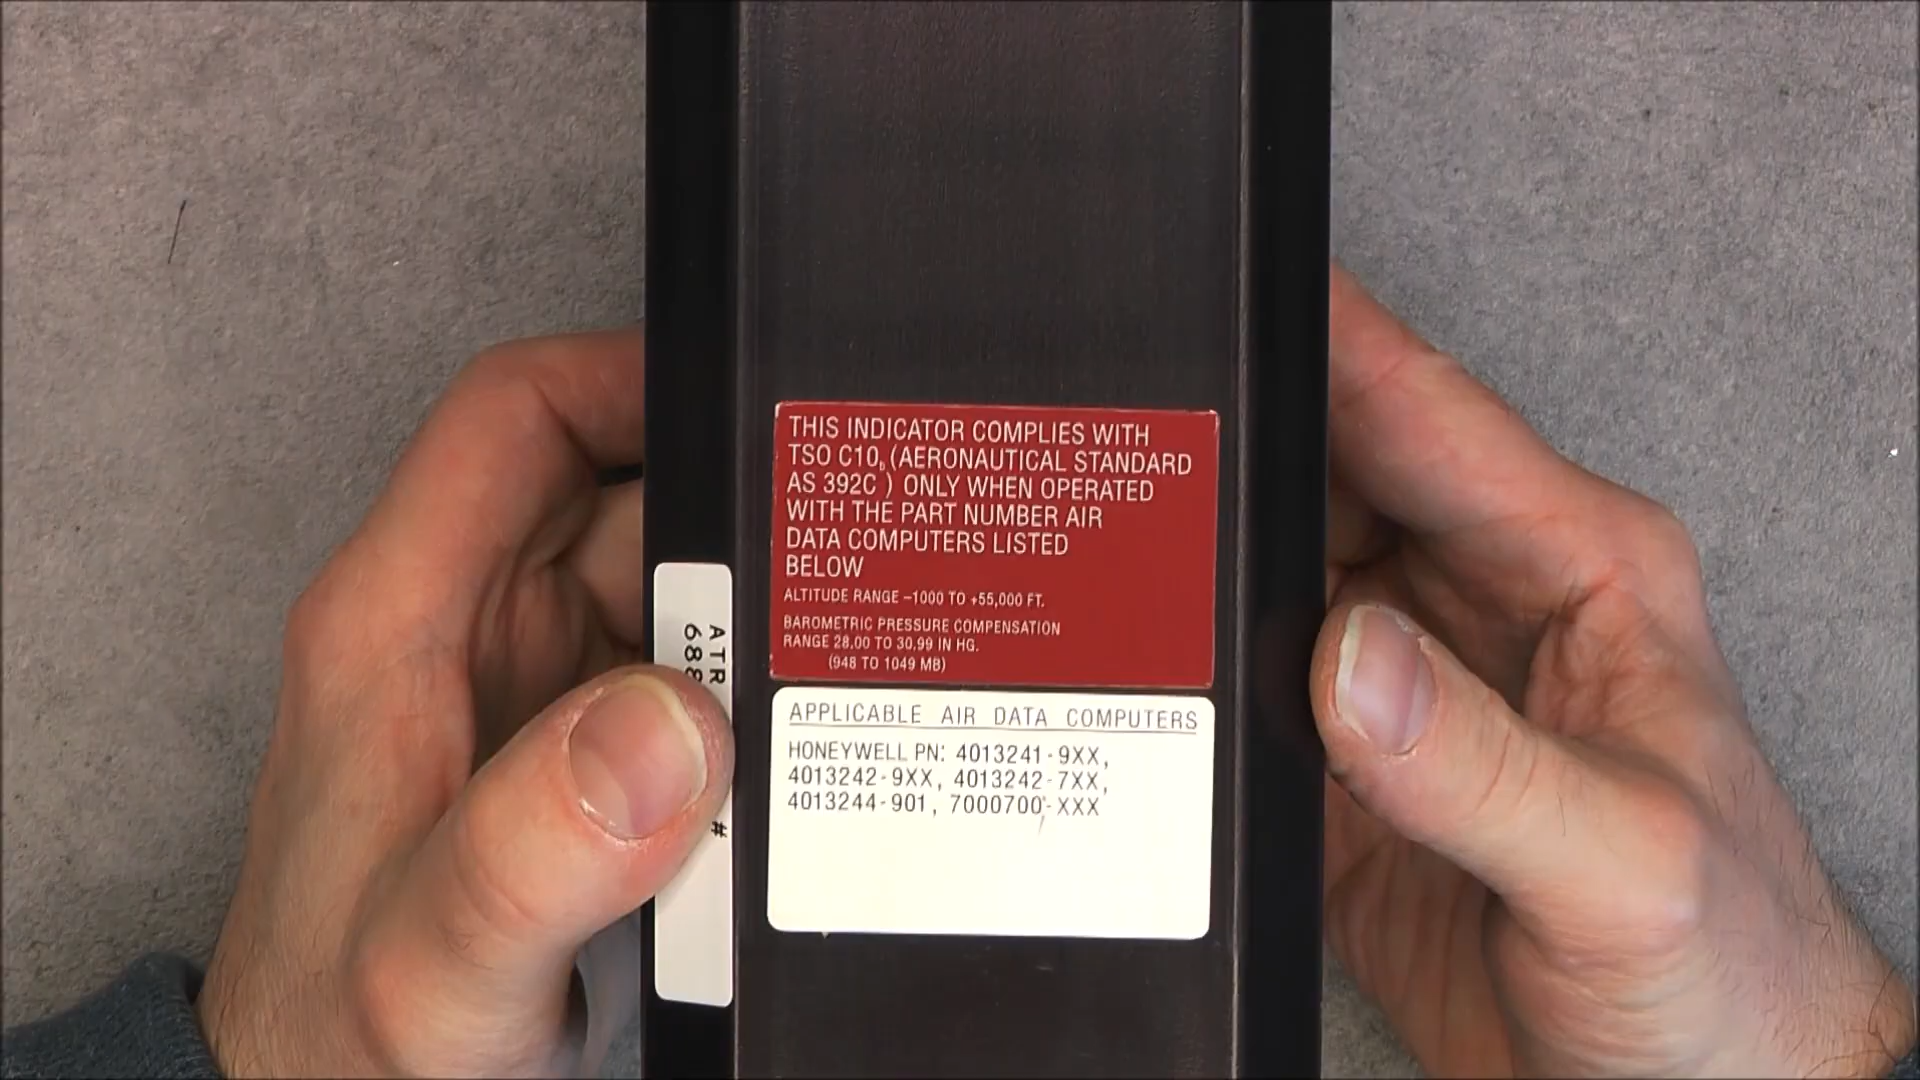 THIS INDICATOR COMPLIES WITH
TSO C10b (AERONAUTICAL STANDARD
AS 392C ) ONLY WHEN OPERATED
WITH THE PART NUMBER AIR
DATA COMPUTERS LISTED
BELOW
ALTITUDE RANGE –1000 TO +55,000 FT.
BAROMETRIC PRESSURE COMPENSATION
RANGE 28.00 TO 30.99 IN HG.
(948 TO 1049 MB)
APPLICABLE AIR DATA COMPUTERS
HONEYWELL PN: 4013241-9XX,
4013242-9XX, 4013242-7XX,
4013244-901, 7000700-XXX
ATR #